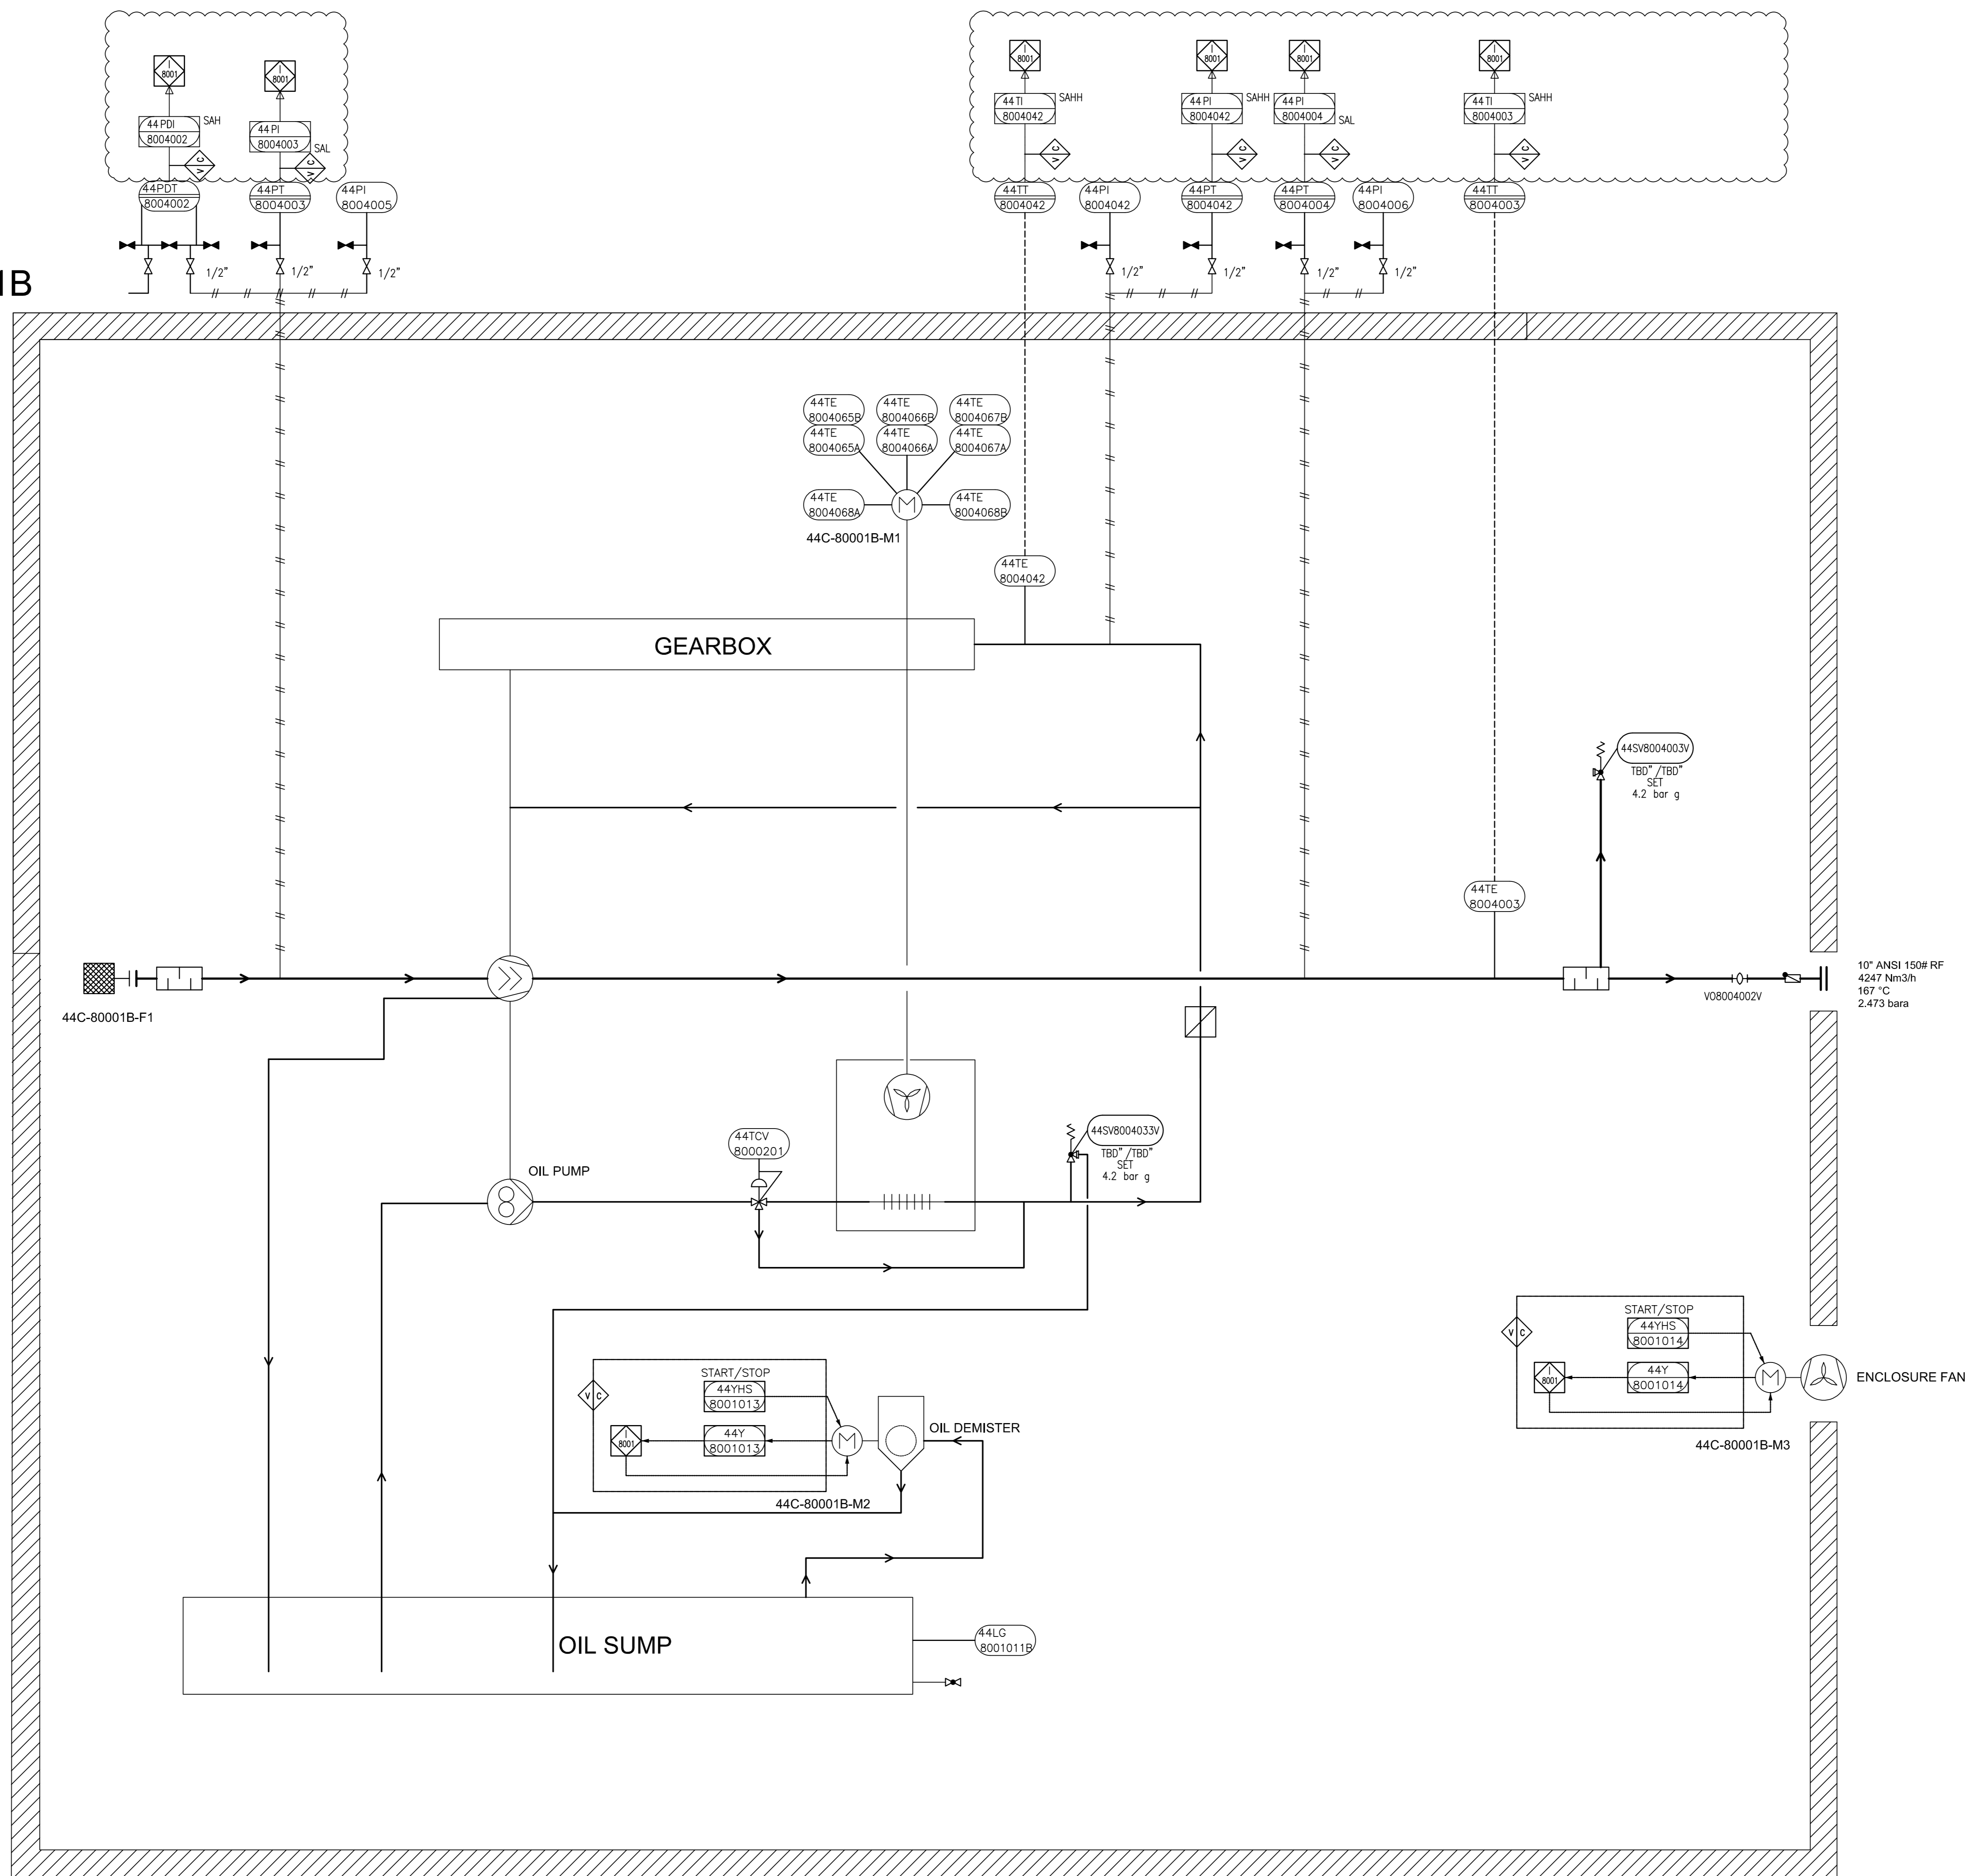 I
8001
I
8001
44 PDI
8004002
SAH
44 PI
8004003
SAL
V C
V C
44PDT
8004002
44PT
8004003
44PI
8004005
1/2"
1/2"
1/2"
I
8001
I
8001
I
8001
I
8001
44 TI
8004042
SAHH
44 PI
8004042
SAHH
44 PI
8004004
SAL
44 TI
8004003
SAHH
V C
V C
V C
V C
44TT
8004042
44PI
8004042
44PT
8004042
44PT
8004004
44PI
8004006
44TT
8004003
1/2"
1/2"
1/2"
1/2"
1B
44TE
8004065B
44TE
8004066B
44TE
8004067B
44TE
8004065A
44TE
8004066A
44TE
8004067A
44TE
8004068A
M
44TE
8004068B
44C-80001B-M1
44TE
8004042
GEARBOX
44SV8004003V
TBD"/TBD"
SET
4.2 bar g
44TE
8004003
44C-80001B-F1
VO8004002V
10" ANSI 150# RF
4247 Nm3/h
167 °C
2.473 bara
44TCV
8000201
OIL PUMP
44SV8004033V
TBD"/TBD"
SET
4.2 bar g
START/STOP
44YHS
8001013
V C
I
8001
44Y
8001013
M
OIL DEMISTER
44C-80001B-M2
START/STOP
44YHS
8001014
V C
I
8001
44Y
8001014
M
ENCLOSURE FAN
44C-80001B-M3
OIL SUMP
44LG
8001011B